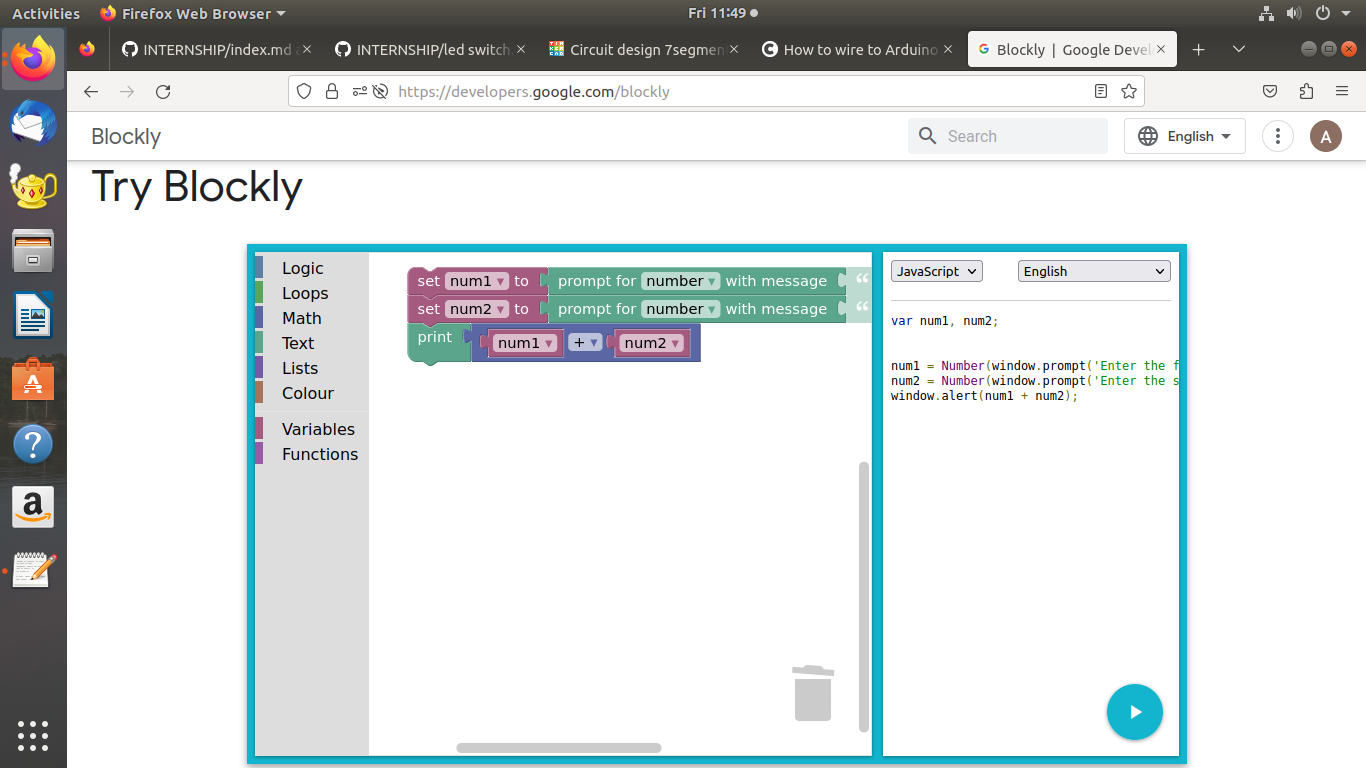 Activities Firefox Web Browser Fri 11:49
INTERNSHIP/index.md INTERNSHIP/led switch. Circuit design 7segmen How to wire to Arduino Blockly | Google Devel
https://developers.google.com/blockly
Blockly Search English A
Try Blockly
Logic
Loops
Math
Text
Lists
Colour
Variables
Functions
set num1 to prompt for number with message “
set num2 to prompt for number with message “
print num1 + num2
JavaScript English
var num1, num2;
num1 = Number(window.prompt('Enter the f
num2 = Number(window.prompt('Enter the s
window.alert(num1 + num2);